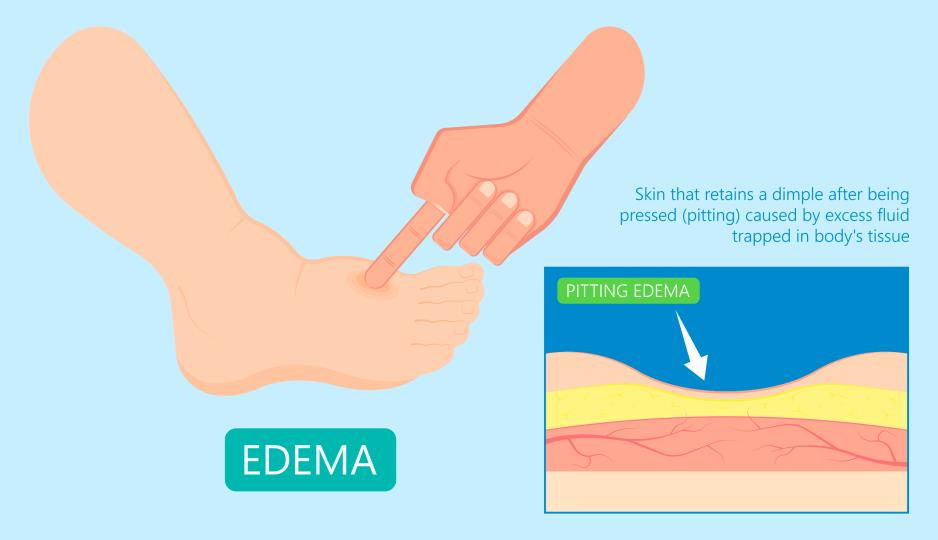 Skin that retains a dimple after being
pressed (pitting) caused by excess fluid
trapped in body's tissue
PITTING EDEMA
EDEMA